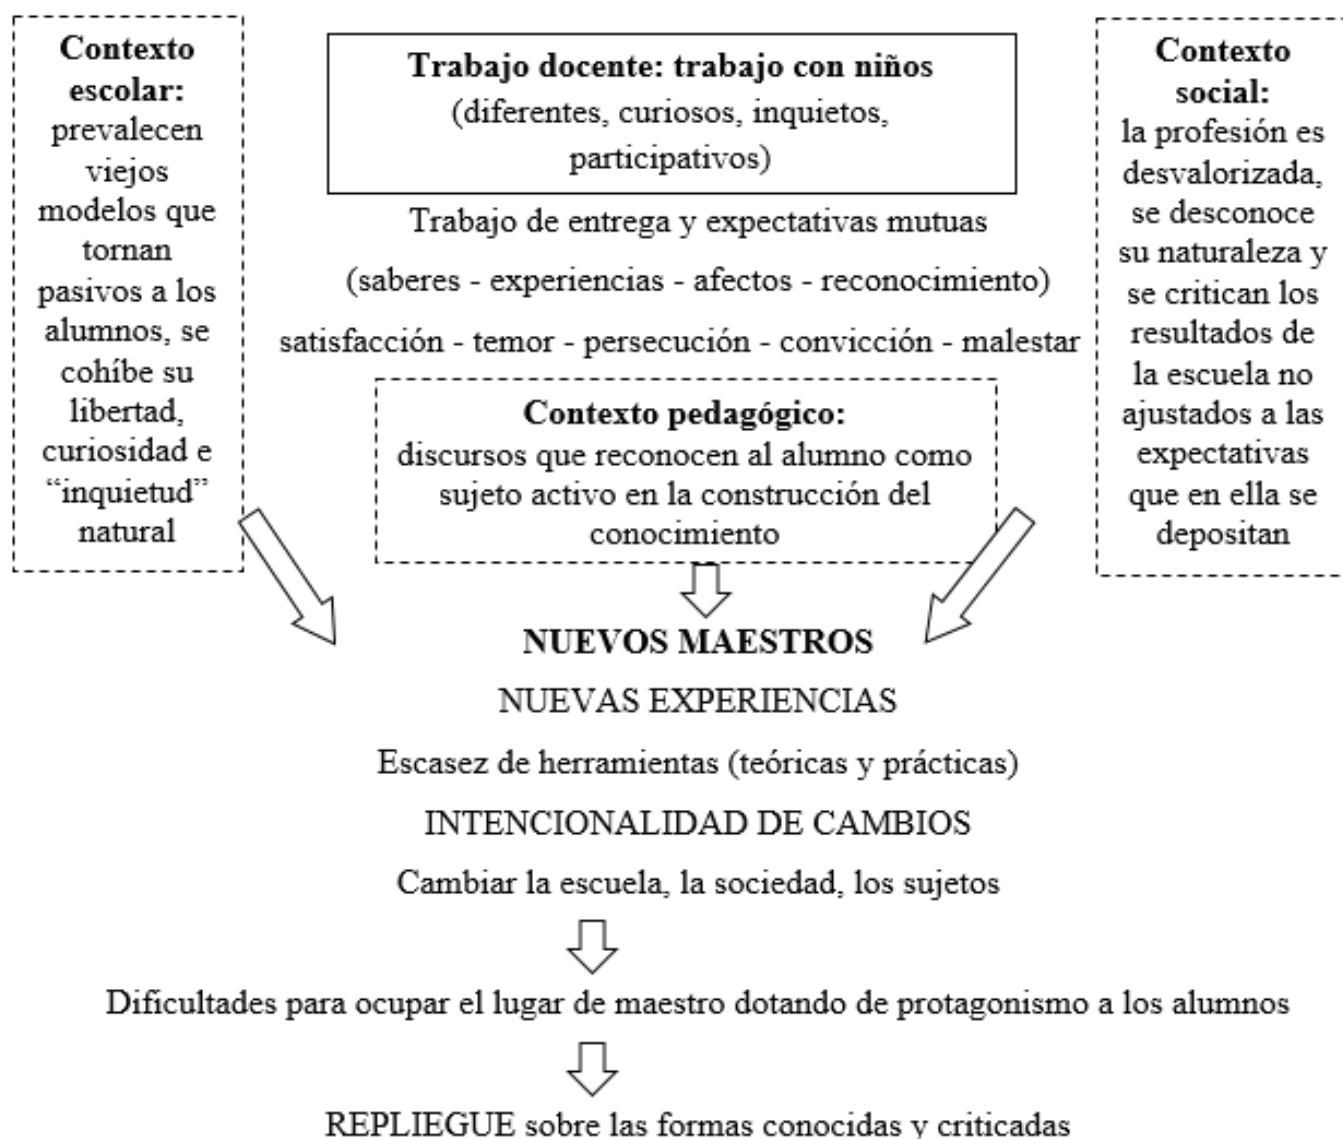 Contexto
escolar:
prevalecen
viejos
modelos que
tornan
pasivos a los
alumnos, se
cohíbe su
libertad,
curiosidad e
“inquietud”
natural
Trabajo docente: trabajo con niños
(diferentes, curiosos, inquietos,
participativos)
Trabajo de entrega y expectativas mutuas
(saberes - experiencias - afectos - reconocimiento)
satisfacción - temor - persecución - convicción - malestar
Contexto pedagógico:
discursos que reconocen al alumno como
sujeto activo en la construcción del
conocimiento
Contexto
social:
la profesión es
desvalorizada,
se desconoce
su naturaleza y
se critican los
resultados de
la escuela no
ajustados a las
expectativas
que en ella se
depositan
NUEVOS MAESTROS
NUEVAS EXPERIENCIAS
Escasez de herramientas (teóricas y prácticas)
INTENCIONALIDAD DE CAMBIOS
Cambiar la escuela, la sociedad, los sujetos
Dificultades para ocupar el lugar de maestro dotando de protagonismo a los alumnos
REPLIEGUE sobre las formas conocidas y criticadas